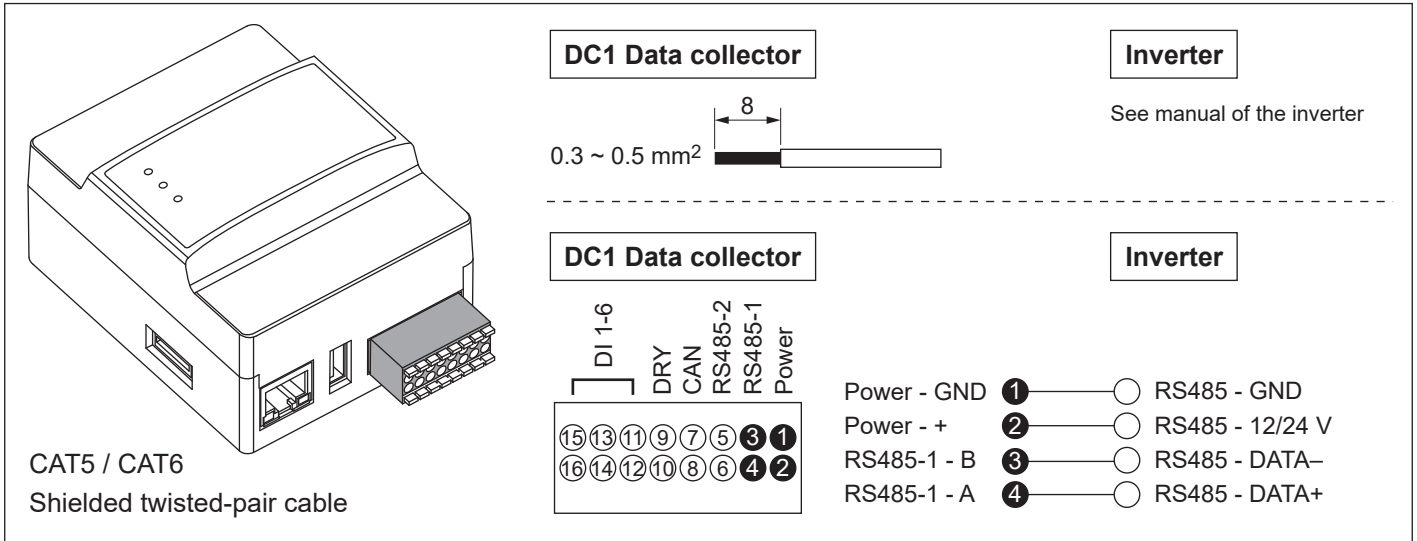 DC1 Data collector
Inverter
8
See manual of the inverter
0.3 ~ 0.5 mm2
DC1 Data collector
Inverter
DI 1-6
DRY
CAN
RS485-2
RS485-1
Power
15 13 11 9 7 5 3 1
16 14 12 10 8 6 4 2
Power - GND 1 RS485 - GND
Power - + 2 RS485 - 12/24 V
RS485-1 - B 3 RS485 - DATA–
RS485-1 - A 4 RS485 - DATA+
CAT5 / CAT6
Shielded twisted-pair cable